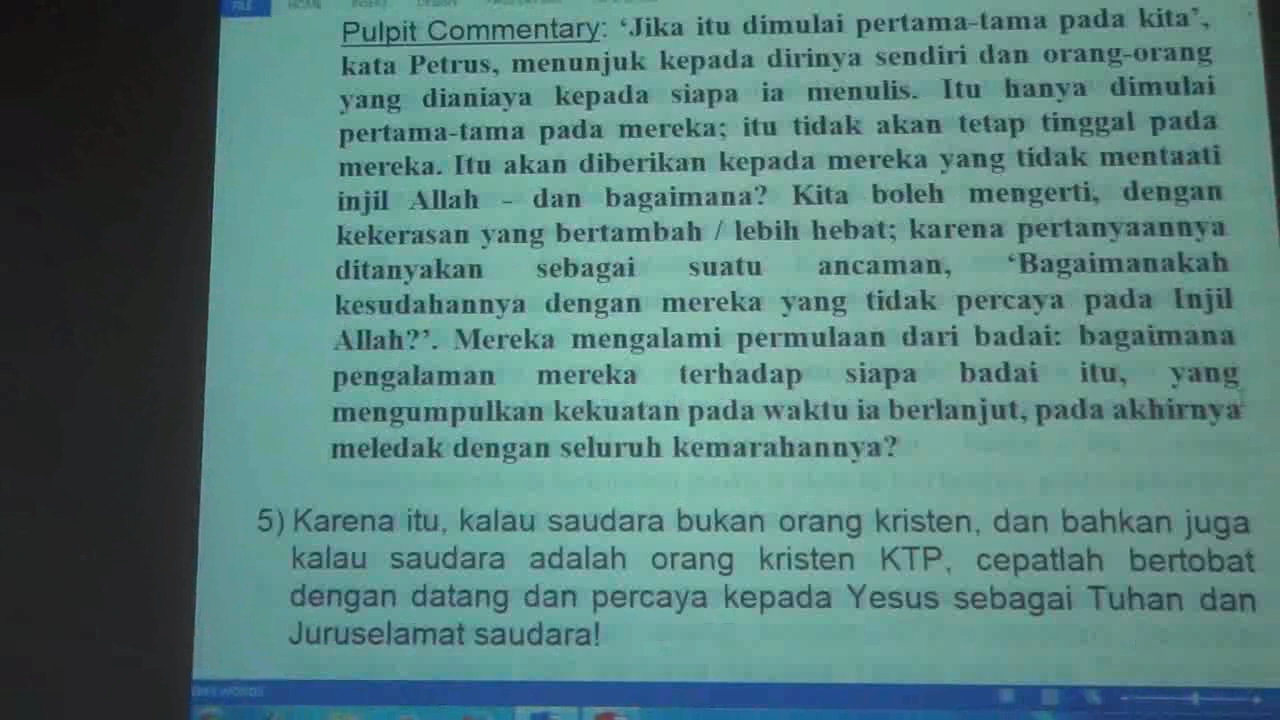 FILE HOME INSERT DESIGN
Pulpit Commentary: ‘Jika itu dimulai pertama-tama pada kita’,
kata Petrus, menunjuk kepada dirinya sendiri dan orang-orang
yang dianiaya kepada siapa ia menulis. Itu hanya dimulai
pertama-tama pada mereka; itu tidak akan tetap tinggal pada
mereka. Itu akan diberikan kepada mereka yang tidak mentaati
injil Allah - dan bagaimana? Kita boleh mengerti, dengan
kekerasan yang bertambah / lebih hebat; karena pertanyaannya
ditanyakan sebagai suatu ancaman, ‘Bagaimanakah
kesudahannya dengan mereka yang tidak percaya pada Injil
Allah?’. Mereka mengalami permulaan dari badai: bagaimana
pengalaman mereka terhadap siapa badai itu, yang
mengumpulkan kekuatan pada waktu ia berlanjut, pada akhirnya
meledak dengan seluruh kemarahannya?
5) Karena itu, kalau saudara bukan orang kristen, dan bahkan juga
kalau saudara adalah orang kristen KTP, cepatlah bertobat
dengan datang dan percaya kepada Yesus sebagai Tuhan dan
Juruselamat saudara!
WORDS